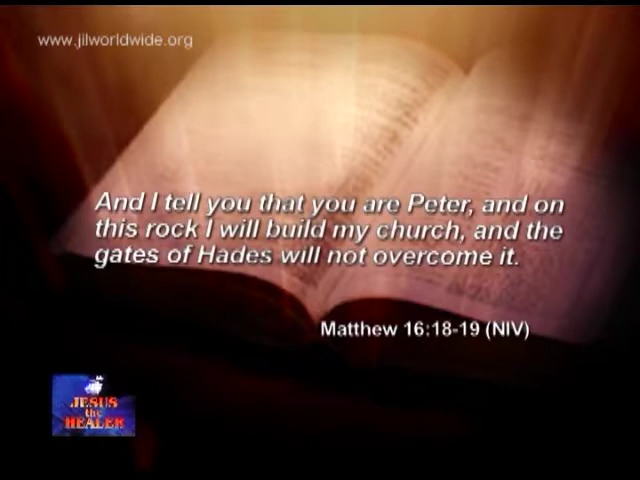 www.jilworldwide.org
And I tell you that you are Peter, and on
this rock I will build my church, and the
gates of Hades will not overcome it.
Matthew 16:18-19 (NIV)
JESUS
the
HEALER